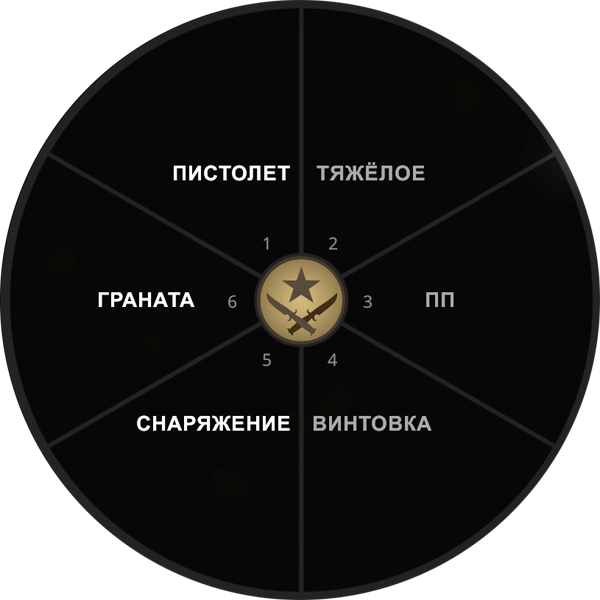 ПИСТОЛЕТ ТЯЖЁЛОЕ
1 2
ГРАНАТА 6 3 ПП
5 4
СНАРЯЖЕНИЕ ВИНТОВКА